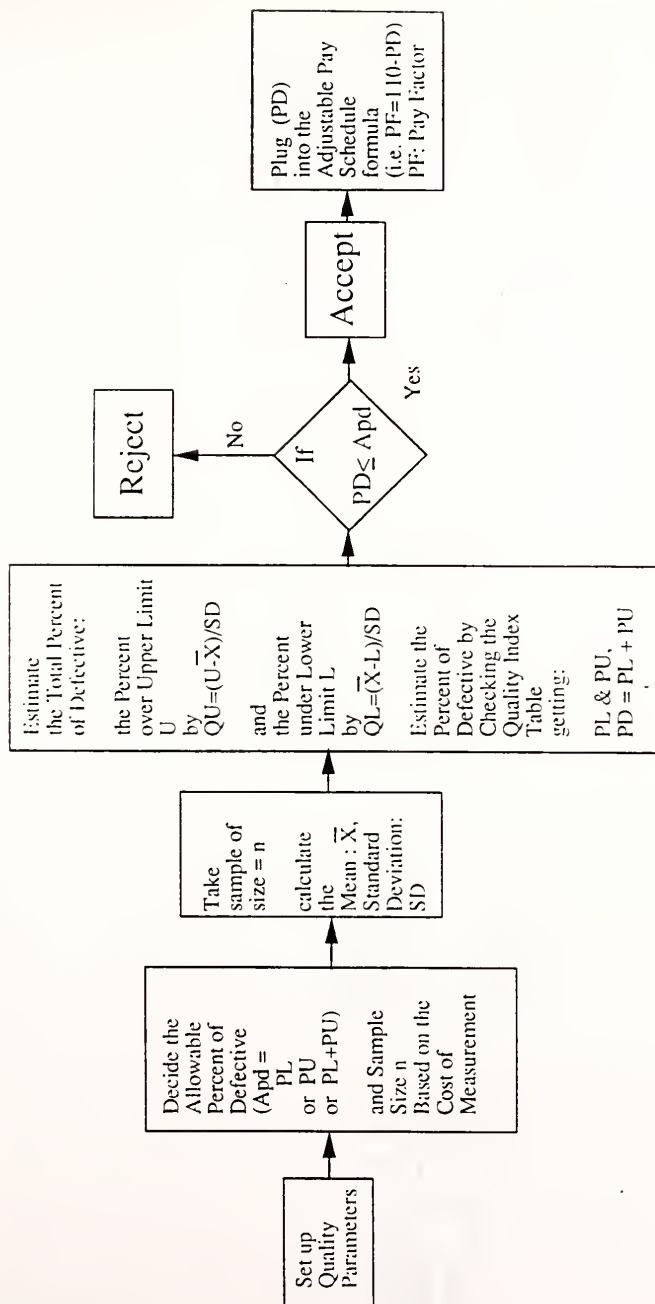 Set up
Quality
Parameters
Decide the
Allowable
Percent of
Defective
(Apd =
PL
or PU
or PL+PU)
and Sample
Size n
Based on the
Cost of
Measurement
Take
sample of
size = n
calculate
the
Mean : X̅,
Standard
Deviation:
SD
Estimate
the Total Percent
of Defective:
the Percent
over Upper Limit
U
by
QU=(U-X̅)/SD
and
the Percent
under Lower
Limit L
by
QL=(X̅-L)/SD
Estimate the
Percent of
Defective by
Checking the
Quality Index
Table
getting:
PL & PU,
PD = PL + PU
If
PD≤ Apd
No
Reject
Yes
Accept
Plug (PD)
into the
Adjustable Pay
Schedule
formula
(i.e. PF=110-PD)
PF: Pay Factor